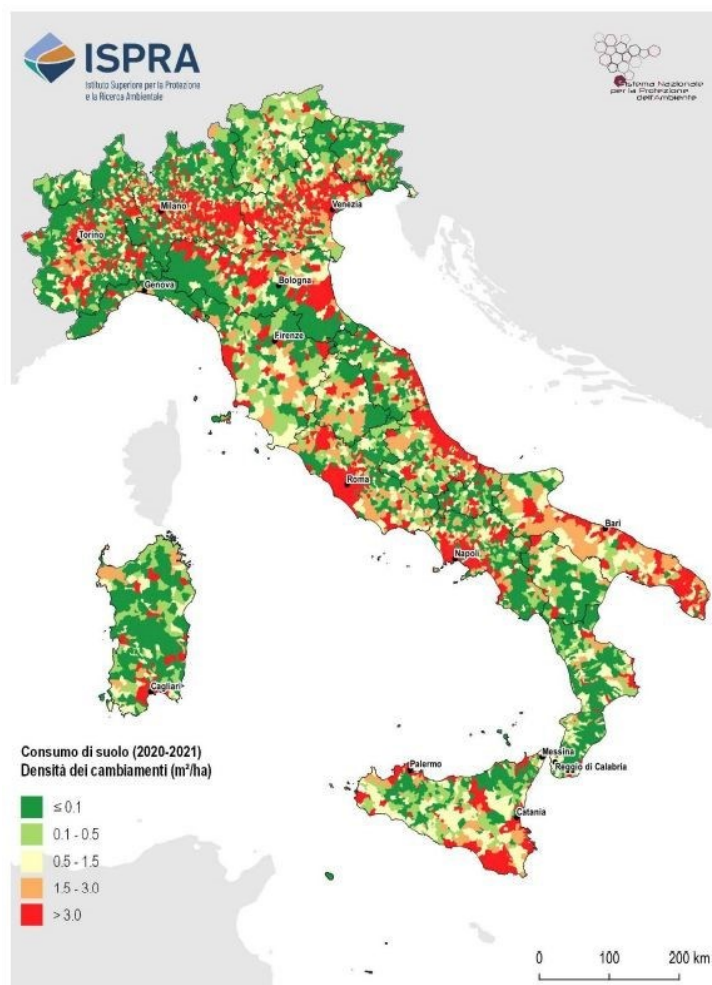 ISPRA
Istituto Superiore per la Protezione
e la Ricerca Ambientale
Sistema Nazionale
per la Protezione
dell'Ambiente
Milano
Venezia
Torino
Genova
Bologna
Firenze
Roma
Bari
Napoli
Cagliari
Messina
Reggio di Calabria
Palermo
Catania
Consumo di suolo (2020-2021)
Densità dei cambiamenti (m²/ha)
≤ 0.1
0.1 - 0.5
0.5 - 1.5
1.5 - 3.0
> 3.0
0 100 200 km